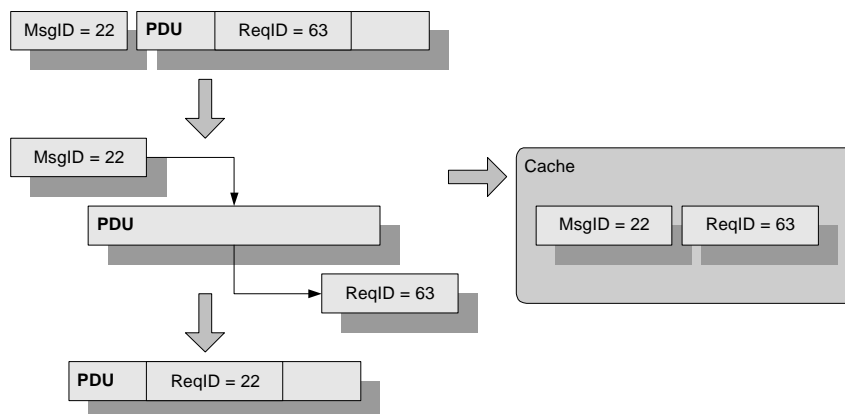 MsgID = 22 PDU ReqID = 63
MsgID = 22
Cache
MsgID = 22 ReqID = 63
PDU
ReqID = 63
PDU ReqID = 22